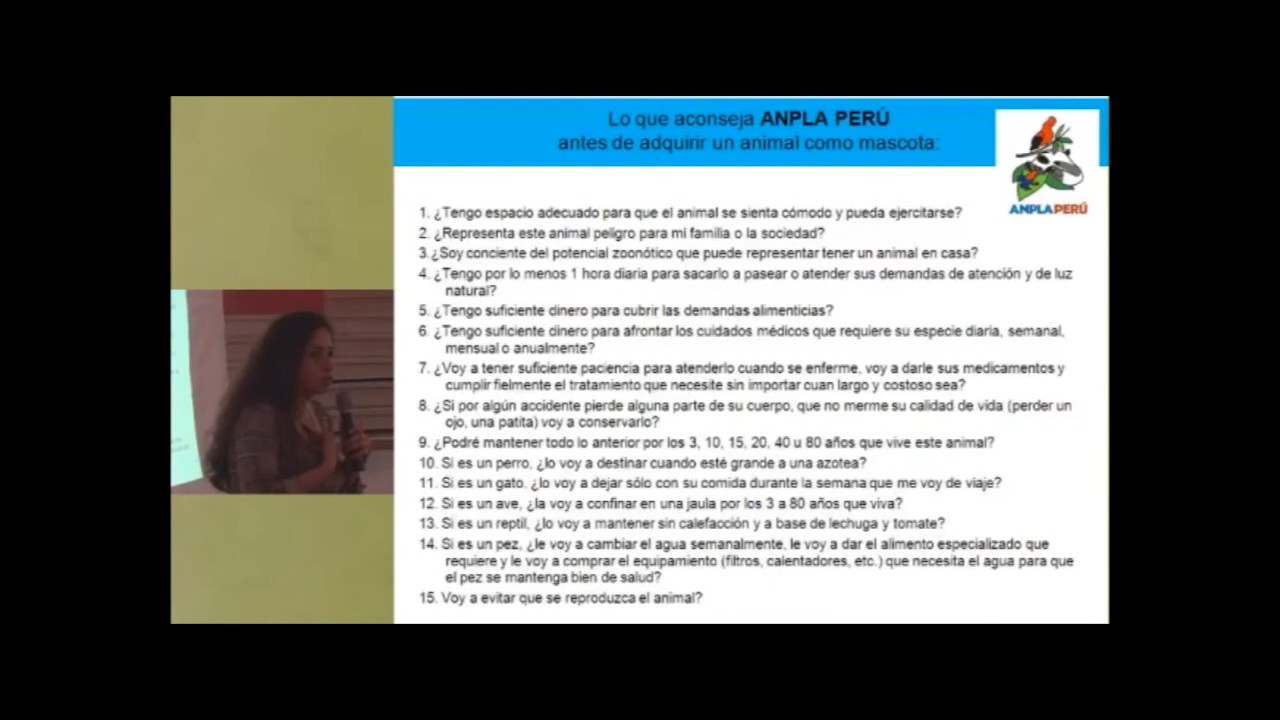 Lo que aconseja ANPLA PERÚ
antes de adquirir un animal como mascota:
ANPLAPERÚ
1. ¿Tengo espacio adecuado para que el animal se sienta cómodo y pueda ejercitarse?
2. ¿Representa este animal peligro para mi familia o la sociedad?
3.¿Soy conciente del potencial zoonótico que puede representar tener un animal en casa?
4. ¿Tengo por lo menos 1 hora diaria para sacarlo a pasear o atender sus demandas de atención y de luz
natural?
5. ¿Tengo suficiente dinero para cubrir las demandas alimenticias?
6. ¿Tengo suficiente dinero para afrontar los cuidados médicos que requiere su especie diaria, semanal,
mensual o anualmente?
7. ¿Voy a tener suficiente paciencia para atenderlo cuando se enferme, voy a darle sus medicamentos y
cumplir fielmente el tratamiento que necesite sin importar cuan largo y costoso sea?
8. ¿Si por algún accidente pierde alguna parte de su cuerpo, que no merme su calidad de vida (perder un
ojo, una patita) voy a conservarlo?
9. ¿Podré mantener todo lo anterior por los 3, 10, 15, 20, 40 u 80 años que vive este animal?
10. Si es un perro, ¿lo voy a destinar cuando esté grande a una azotea?
11. Si es un gato, ¿lo voy a dejar sólo con su comida durante la semana que me voy de viaje?
12. Si es un ave, ¿la voy a confinar en una jaula por los 3 a 80 años que viva?
13. Si es un reptil, ¿lo voy a mantener sin calefacción y a base de lechuga y tomate?
14. Si es un pez, ¿le voy a cambiar el agua semanalmente, le voy a dar el alimento especializado que
requiere y le voy a comprar el equipamiento (filtros, calentadores, etc.) que necesita el agua para que
el pez se mantenga bien de salud?
15. Voy a evitar que se reproduzca el animal?